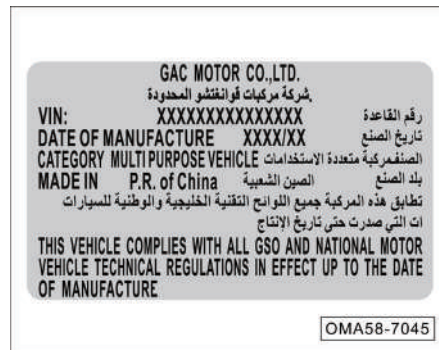 GAC MOTOR CO.,LTD.
شركة مركبات قوانغتشو المحدودة.
VIN: XXXXXXXXXXXXXXX رقم القاعدة
DATE OF MANUFACTURE XXXX/XX تاريخ الصنع
CATEGORY MULTI PURPOSE VEHICLE الصنف مركبة متعددة الاستخدامات
MADE IN P.R. of China الصين الشعبية بلد الصنع
تطابق هذه المركبة جميع اللوائح التقنية الخليجية والوطنية للسيارات
ات التي صدرت حتى تاريخ الإنتاج
THIS VEHICLE COMPLIES WITH ALL GSO AND NATIONAL MOTOR
VEHICLE TECHNICAL REGULATIONS IN EFFECT UP TO THE DATE
OF MANUFACTURE
OMA58-7045